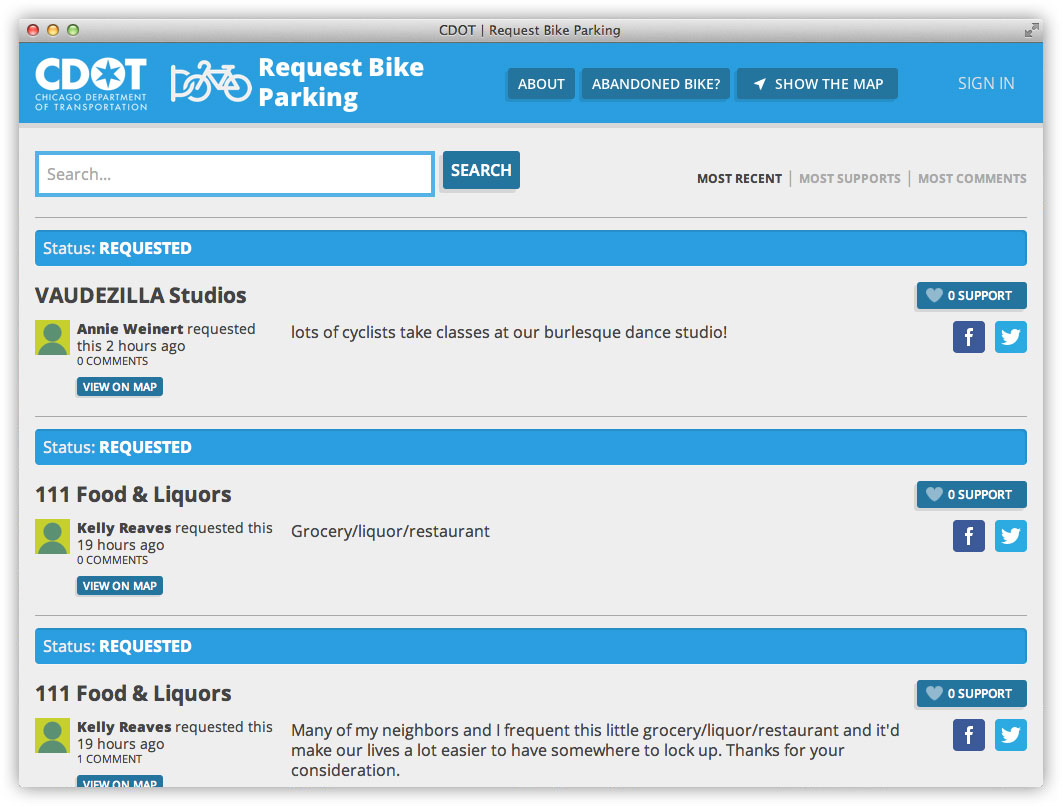 CDOT | Request Bike Parking
CDOT
CHICAGO DEPARTMENT
OF TRANSPORTATION
Request Bike
Parking
ABOUT
ABANDONED BIKE?
SHOW THE MAP
SIGN IN
Search...
SEARCH
MOST RECENT | MOST SUPPORTS | MOST COMMENTS
Status: REQUESTED
VAUDEZILLA Studios
0 SUPPORT
Annie Weinert requested
this 2 hours ago
0 COMMENTS
VIEW ON MAP
lots of cyclists take classes at our burlesque dance studio!
Status: REQUESTED
111 Food & Liquors
0 SUPPORT
Kelly Reaves requested this
19 hours ago
0 COMMENTS
VIEW ON MAP
Grocery/liquor/restaurant
Status: REQUESTED
111 Food & Liquors
0 SUPPORT
Kelly Reaves requested this
19 hours ago
1 COMMENT
VIEW ON MAP
Many of my neighbors and I frequent this little grocery/liquor/restaurant and it'd
make our lives a lot easier to have somewhere to lock up. Thanks for your
consideration.